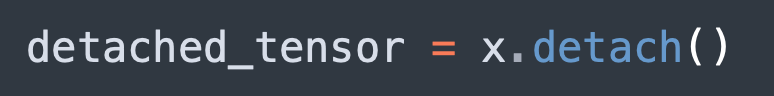 detached_tensor = x.detach()